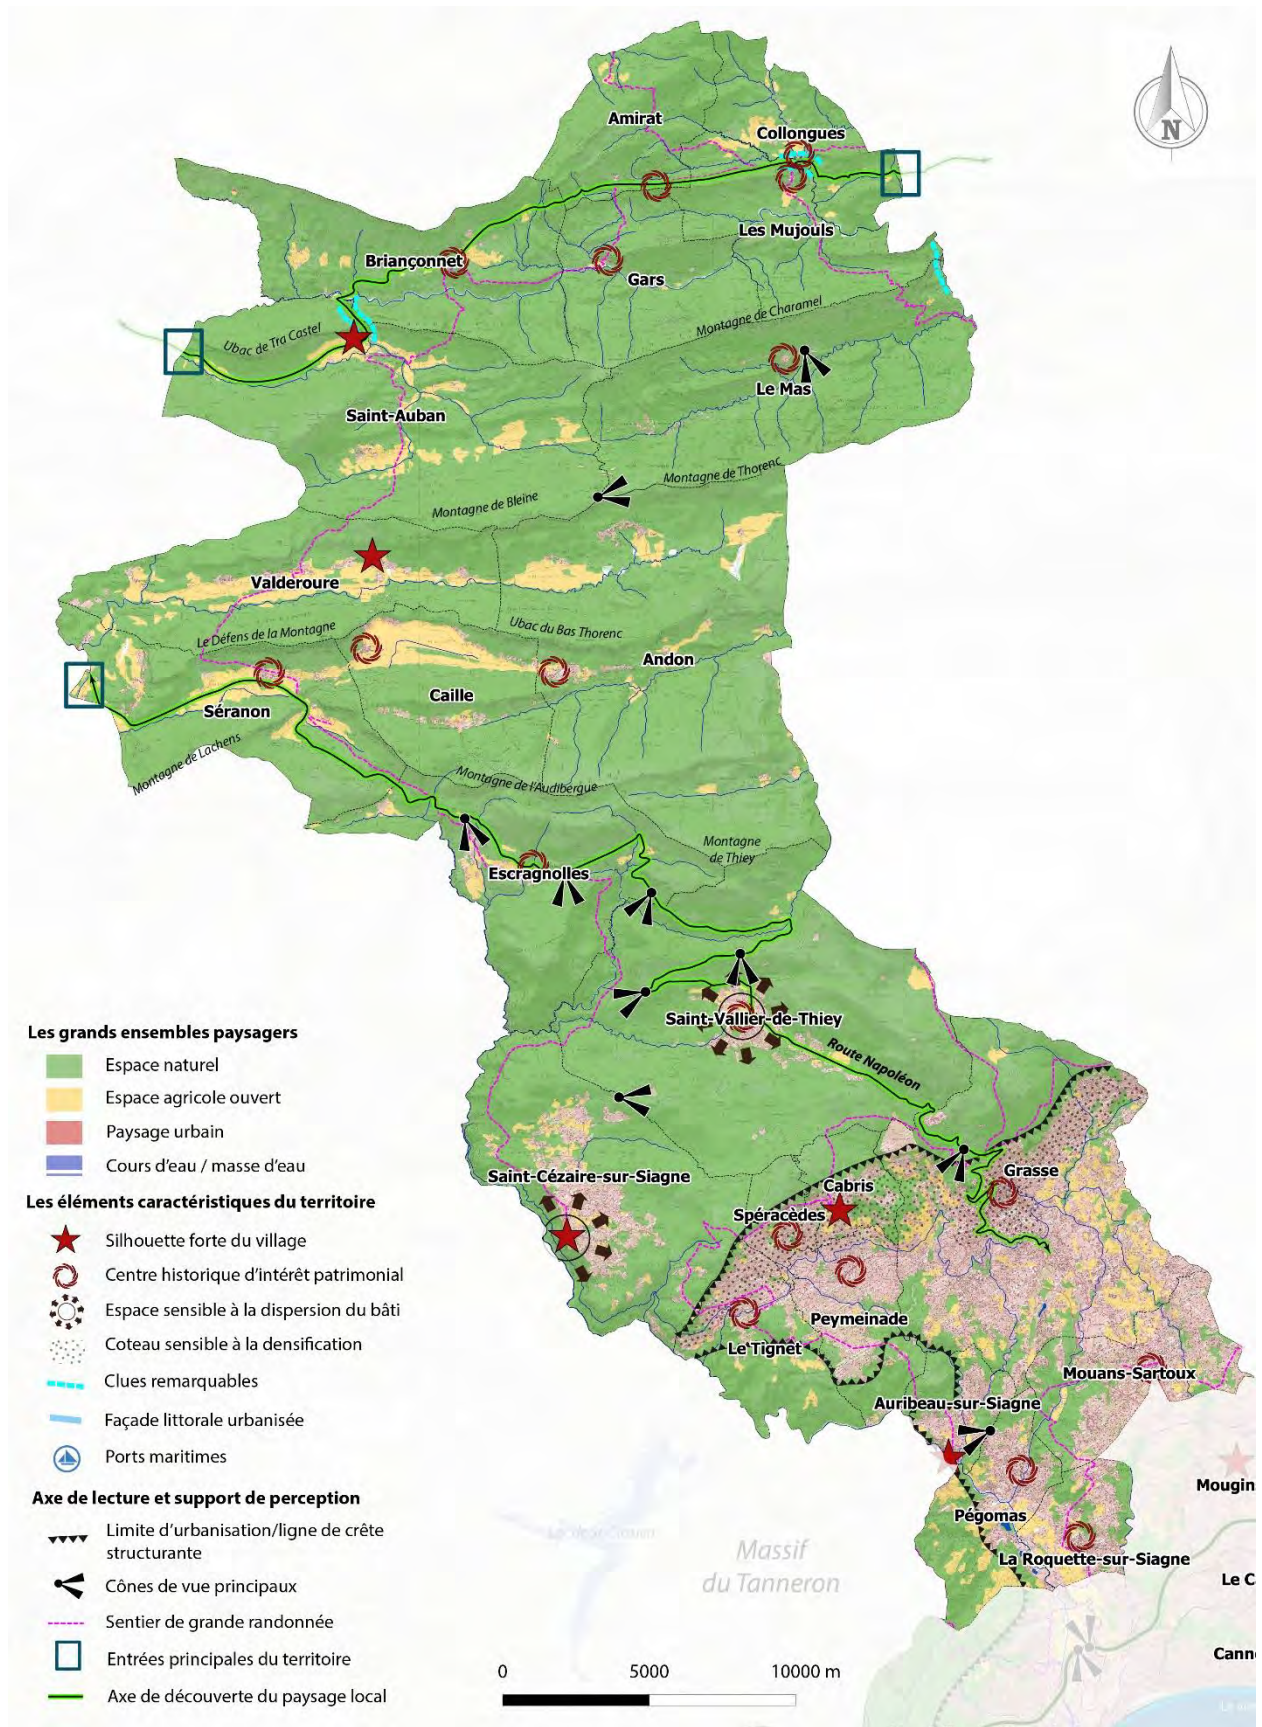 N
Amirat
Collongues
Les Mujouls
Briançonnet
Gars
Montagne de Charamel
Ubac de Tra Castel
Le Mas
Saint-Auban
Montagne de Thorenc
Montagne de Bleine
Valderoure
Le Défens de la Montagne
Ubac du Bas Thorenc
Andon
Caille
Séranon
Montagne de Lachens
Montagne de l'Audibergue
Montagne
de Thiey
Escragnolles
Saint-Vallier-de-Thiey
Route Napoléon
Saint-Cézaire-sur-Siagne
Grasse
Cabris
Spéracèdes
Peymeinade
Le Tignet
Mouans-Sartoux
Auribeau-sur-Siagne
Mougin
Pégomas
La Roquette-sur-Siagne
Massif
du Tanneron
Le C
Cann
Les grands ensembles paysagers
Espace naturel
Espace agricole ouvert
Paysage urbain
Cours d'eau / masse d'eau
Les éléments caractéristiques du territoire
Silhouette forte du village
Centre historique d'intérêt patrimonial
Espace sensible à la dispersion du bâti
Coteau sensible à la densification
Clues remarquables
Façade littorale urbanisée
Ports maritimes
Axe de lecture et support de perception
Limite d'urbanisation/ligne de crête
structurante
Cônes de vue principaux
Sentier de grande randonnée
Entrées principales du territoire
Axe de découverte du paysage local
0 5000 10000 m